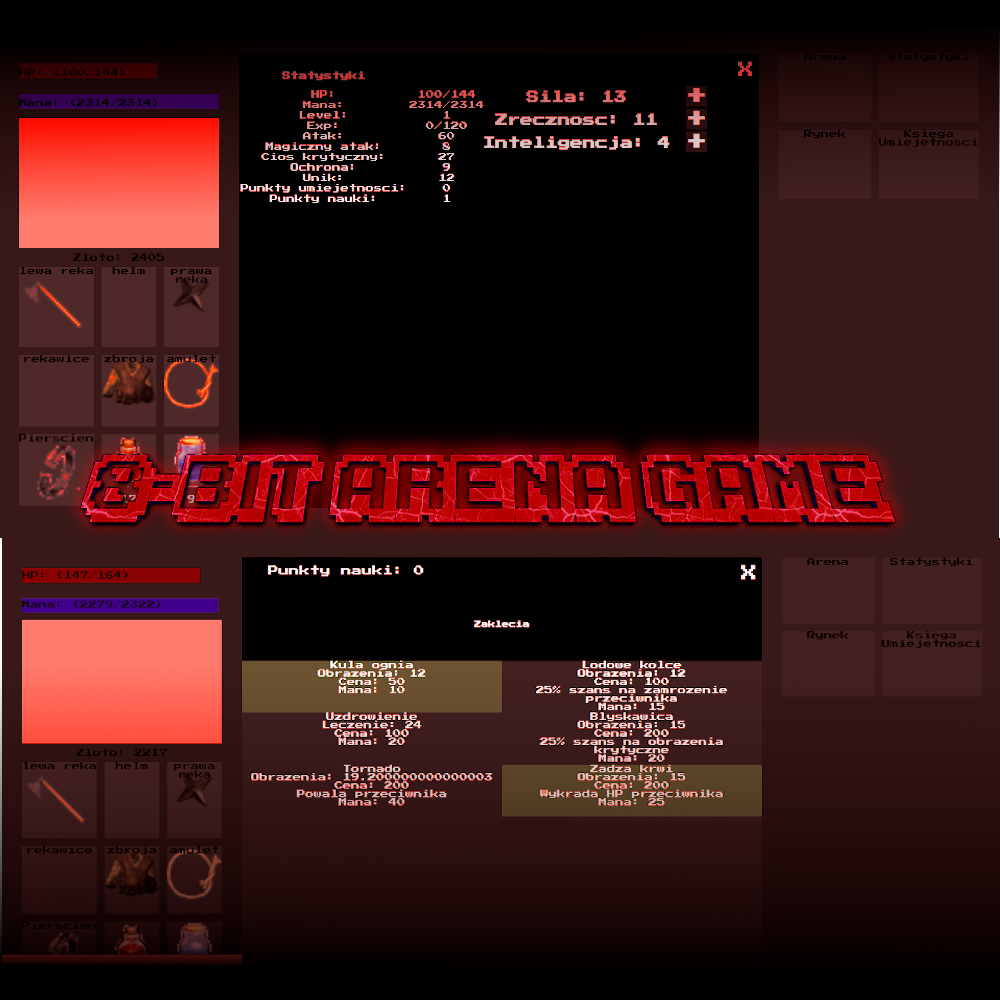 HP: (100/144)
Mana: (2314/2314)
Zloto: 2405
lewa reka
helm
prawa
reka
rekawice
zbroja
amulet
Pierscien
Statystyki
X
HP: 100/144
Mana: 2314/2314
Level: 1
Exp: 0/120
Atak: 60
Magiczny atak: 8
Cios krytyczny: 27
Ochrona: 9
Unik: 12
Punkty umiejetnosci: 0
Punkty nauki: 1
Sila: 13 +
Zrecznosc: 11 +
Inteligencja: 4 +
Arena
Statystyki
Rynek
Ksiega
Umiejetnosci
8-BIT ARENA GAME
HP: (147/164)
Mana: (2279/2322)
Zloto: 2217
lewa reka
helm
prawa
reka
rekawice
zbroja
amulet
Pierscien
Punkty nauki: 0
X
Zaklecia
Kula ognia
Obrazenia: 12
Cena: 50
Mana: 10
Lodowe kolce
Obrazenia: 12
Cena: 100
25% szans na zamrozenie
przeciwnika
Mana: 15
Uzdrowienie
Leczenie: 24
Cena: 100
Mana: 20
Blyskawica
Obrazenia: 15
Cena: 200
25% szans na obrazenia
krytyczne
Mana: 20
Tornado
Obrazenia: 19.200000000000003
Cena: 200
Powala przeciwnika
Mana: 40
Zadza krwi
Obrazenia: 15
Cena: 200
Wykrada HP przeciwnika
Mana: 25
Arena
Statystyki
Rynek
Ksiega
Umiejetnosci